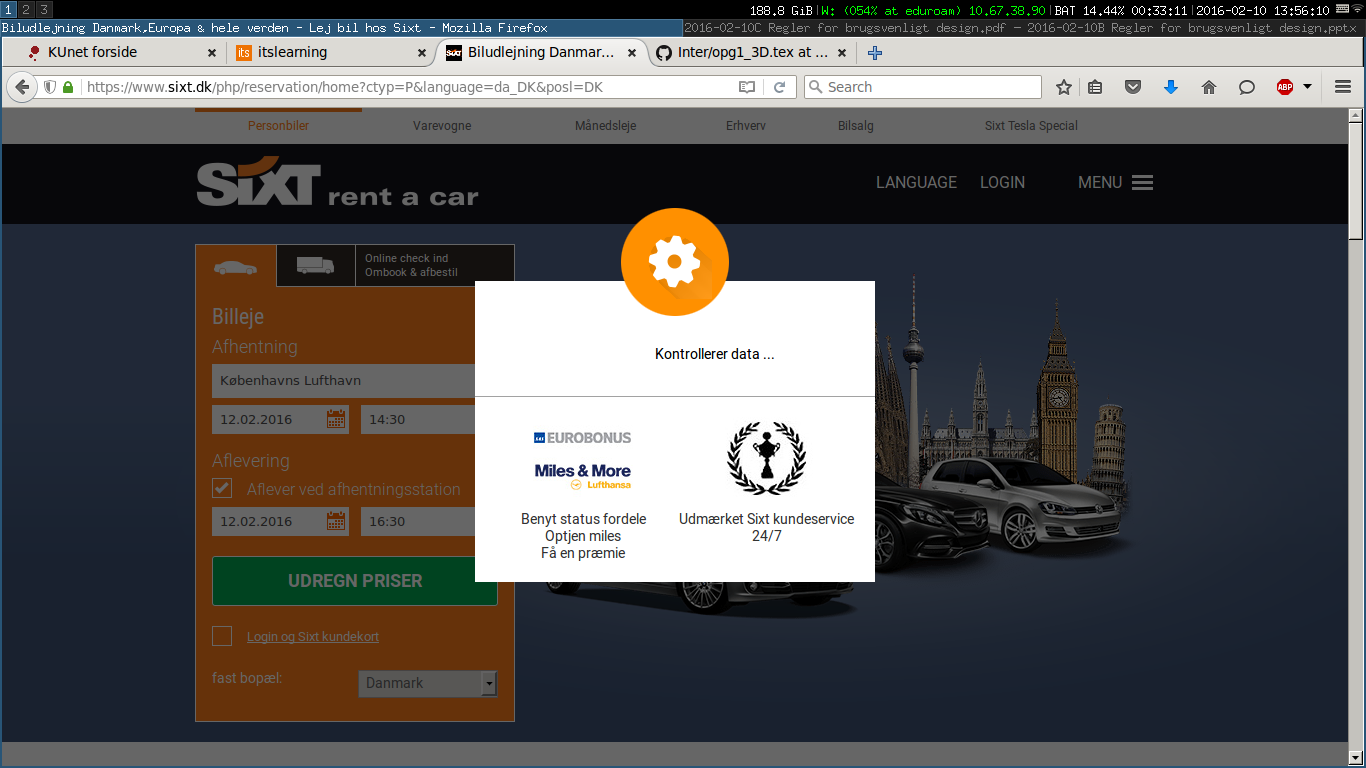 1 2 3
188.8 GiB|W: (054% at eduroam) 10.67.38.90|BAT 14.44% 00:33:11|2016-02-10 13:56:10
Biludlejning Danmark,Europa & hele verden - Lej bil hos Sixt - Mozilla Firefox
2016-02-10C Regler for brugsvenligt design.pdf — 2016-02-10B Regler for brugsvenligt design.pptx
KUnet forside
its itslearning
SIXT Biludlejning Danmar...
Inter/opg1_3D.tex at ...
https://www.sixt.dk/php/reservation/home?ctyp=P&language=da_DK&posl=DK
Search
ABP
Personbiler
Varevogne
Månedsleje
Erhverv
Bilsalg
Sixt Tesla Special
SIXT rent a car
LANGUAGE
LOGIN
MENU
Online check ind
Ombook & afbestil
Billeje
Afhentning
Københavns Lufthavn
12.02.2016
14:30
Aflevering
Aflever ved afhentningsstation
12.02.2016
16:30
UDREGN PRISER
Login og Sixt kundekort
fast bopæl:
Danmark
Kontrollerer data ...
SAS EUROBONUS
Miles & More
Lufthansa
Benyt status fordele
Optjen miles
Få en præmie
Udmærket Sixt kundeservice
24/7